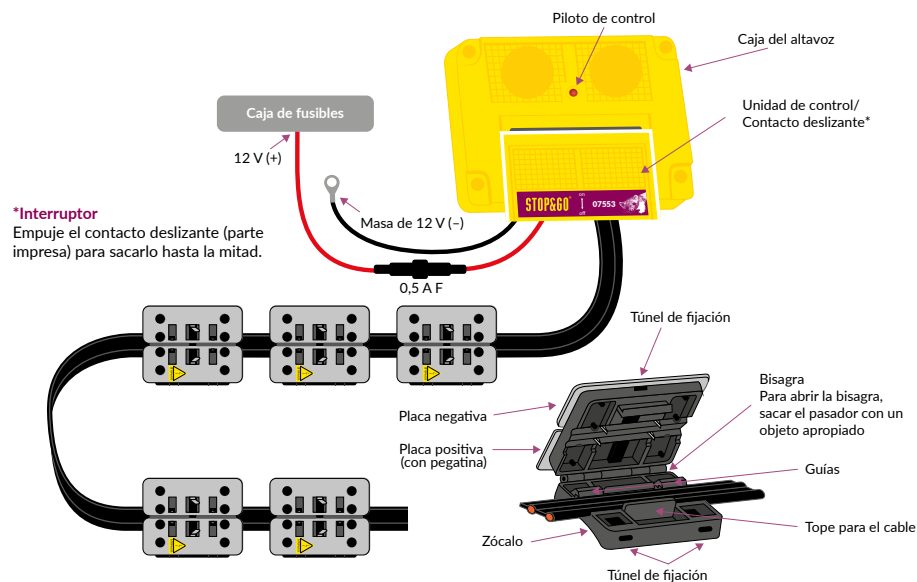 Piloto de control
Caja del altavoz
Caja de fusibles
Unidad de control/
Contacto deslizante*
12 V (+)
STOP&GO®
on
off
07553
*Interruptor
Empuje el contacto deslizante (parte
impresa) para sacarlo hasta la mitad.
Masa de 12 V (–)
0,5 A F
Túnel de fijación
Bisagra
Para abrir la bisagra,
sacar el pasador con un
objeto apropiado
Placa negativa
Placa positiva
(con pegatina)
Guías
Tope para el cable
Zócalo
Túnel de fijación